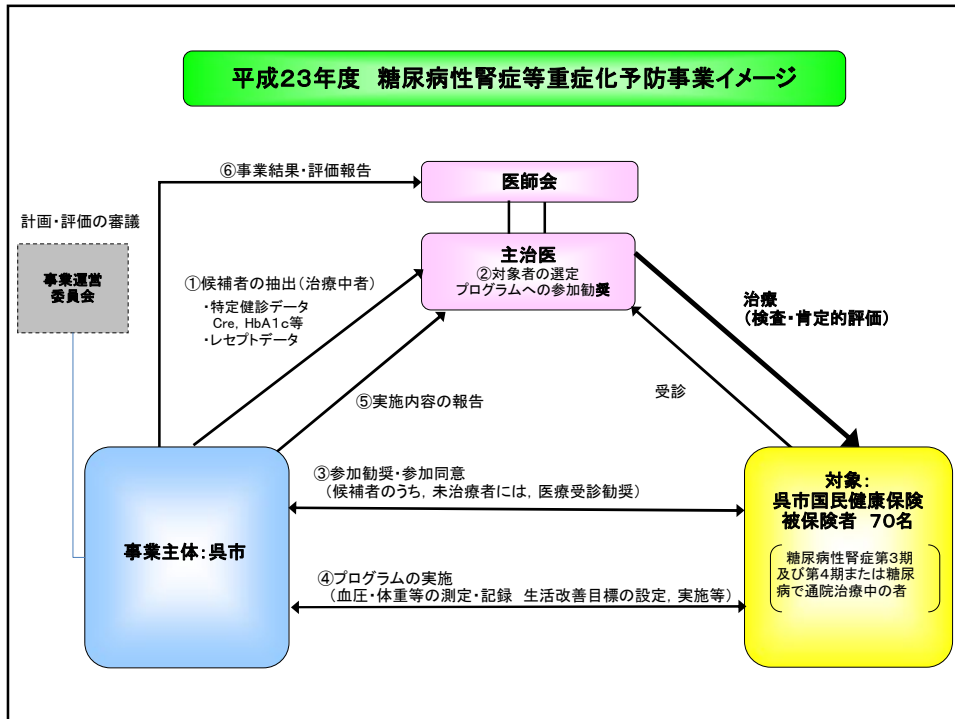 平成23年度 糖尿病性腎症等重症化予防事業イメージ
⑥事業結果・評価報告
医師会
計画・評価の審議
事業運営
委員会
主治医
②対象者の選定
プログラムへの参加勧奨
①候補者の抽出(治療中者)
・特定健診データ
Cre, HbA1c等
・レセプトデータ
治療
(検査・肯定的評価)
⑤実施内容の報告
受診
③参加勧奨・参加同意
(候補者のうち, 未治療者には, 医療受診勧奨)
対象:
呉市国民健康保険
被保険者 70名
事業主体:呉市
糖尿病性腎症第3期
及び第4期または糖尿
病で通院治療中の者
④プログラムの実施
(血圧・体重等の測定・記録 生活改善目標の設定, 実施等)